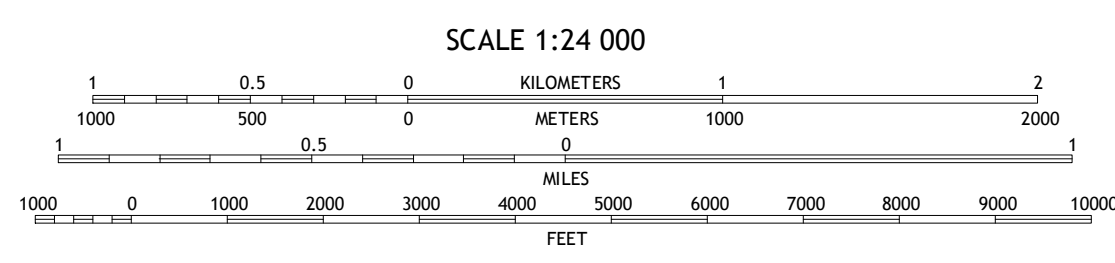 SCALE 1:24 000
1 0.5 0 KILOMETERS 1 2
1000 500 0 METERS 1000 2000
1 0.5 0 1
MILES
1000 0 1000 2000 3000 4000 5000 6000 7000 8000 9000 10000
FEET